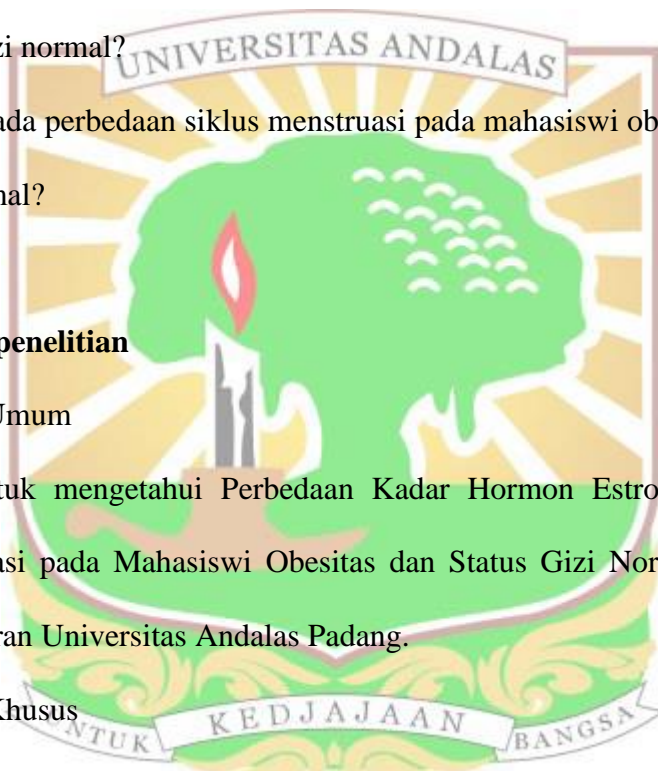 zi normal?
UNIVERSITAS ANDALAS
ada perbedaan siklus menstruasi pada mahasiswi ob
nal?
penelitian
Umum
tuk mengetahui Perbedaan Kadar Hormon Estro
asi pada Mahasiswi Obesitas dan Status Gizi Nor
ran Universitas Andalas Padang.
Khusus
UNTUK KEDJAJAAN BANGSA